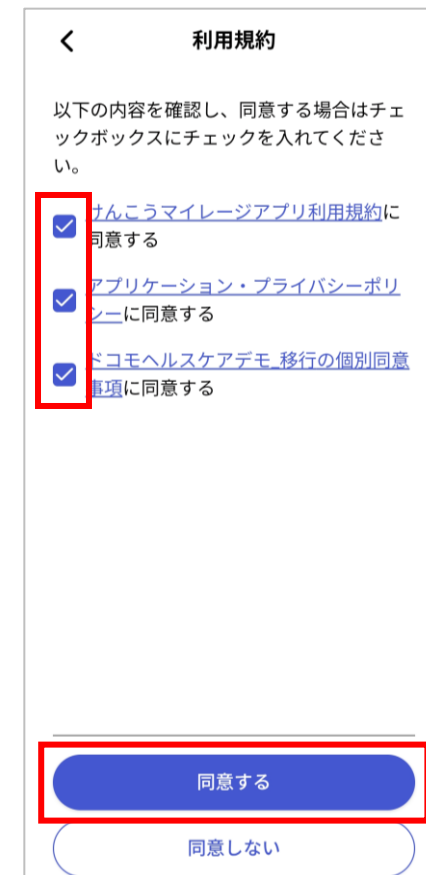 利用規約
以下の内容を確認し、同意する場合はチェ
ックボックスにチェックを入れてくださ
い。
けんこうマイレージアプリ利用規約に
同意する
アプリケーション・プライバシーポリ
シーに同意する
ドコモヘルスケアデモ_移行の個別同意
事項に同意する
同意する
同意しない